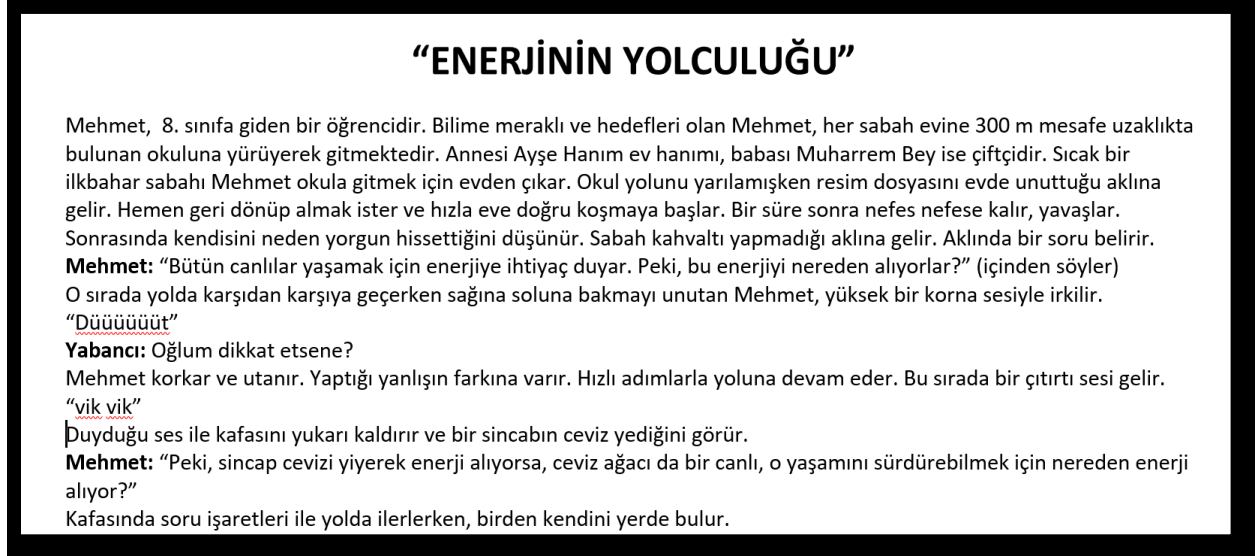 “ENERJİNİN YOLCULUĞU”
Mehmet,  8. sınıfa giden bir öğrencidir. Bilime meraklı ve hedefleri olan Mehmet, her sabah evine 300 m mesafe uzaklıkta
bulunan okuluna yürüyerek gitmektedir. Annesi Ayşe Hanım ev hanımı, babası Muharrem Bey ise çiftçidir. Sıcak bir
ilkbahar sabahı Mehmet okula gitmek için evden çıkar. Okul yolunu yarılamışken resim dosyasını evde unuttuğu aklına
gelir. Hemen geri dönüp almak ister ve hızla eve doğru koşmaya başlar. Bir süre sonra nefes nefese kalır, yavaşlar.
Sonrasında kendisini neden yorgun hissettiğini düşünür. Sabah kahvaltı yapmadığı aklına gelir. Aklında bir soru belirir.
Mehmet: “Bütün canlılar yaşamak için enerjiye ihtiyaç duyar. Peki, bu enerjiyi nereden alıyorlar?” (içinden söyler)
O sırada yolda karşıdan karşıya geçerken sağına soluna bakmayı unutan Mehmet, yüksek bir korna sesiyle irkilir.
“Düüüüüüt”
Yabancı: Oğlum dikkat etsene?
Mehmet korkar ve utanır. Yaptığı yanlışın farkına varır. Hızlı adımlarla yoluna devam eder. Bu sırada bir çıtırtı sesi gelir.
“vik vik”
Duyduğu ses ile kafasını yukarı kaldırır ve bir sincabın ceviz yediğini görür.
Mehmet: “Peki, sincap cevizi yiyerek enerji alıyorsa, ceviz ağacı da bir canlı, o yaşamını sürdürebilmek için nereden enerji
alıyor?”
Kafasında soru işaretleri ile yolda ilerlerken, birden kendini yerde bulur.